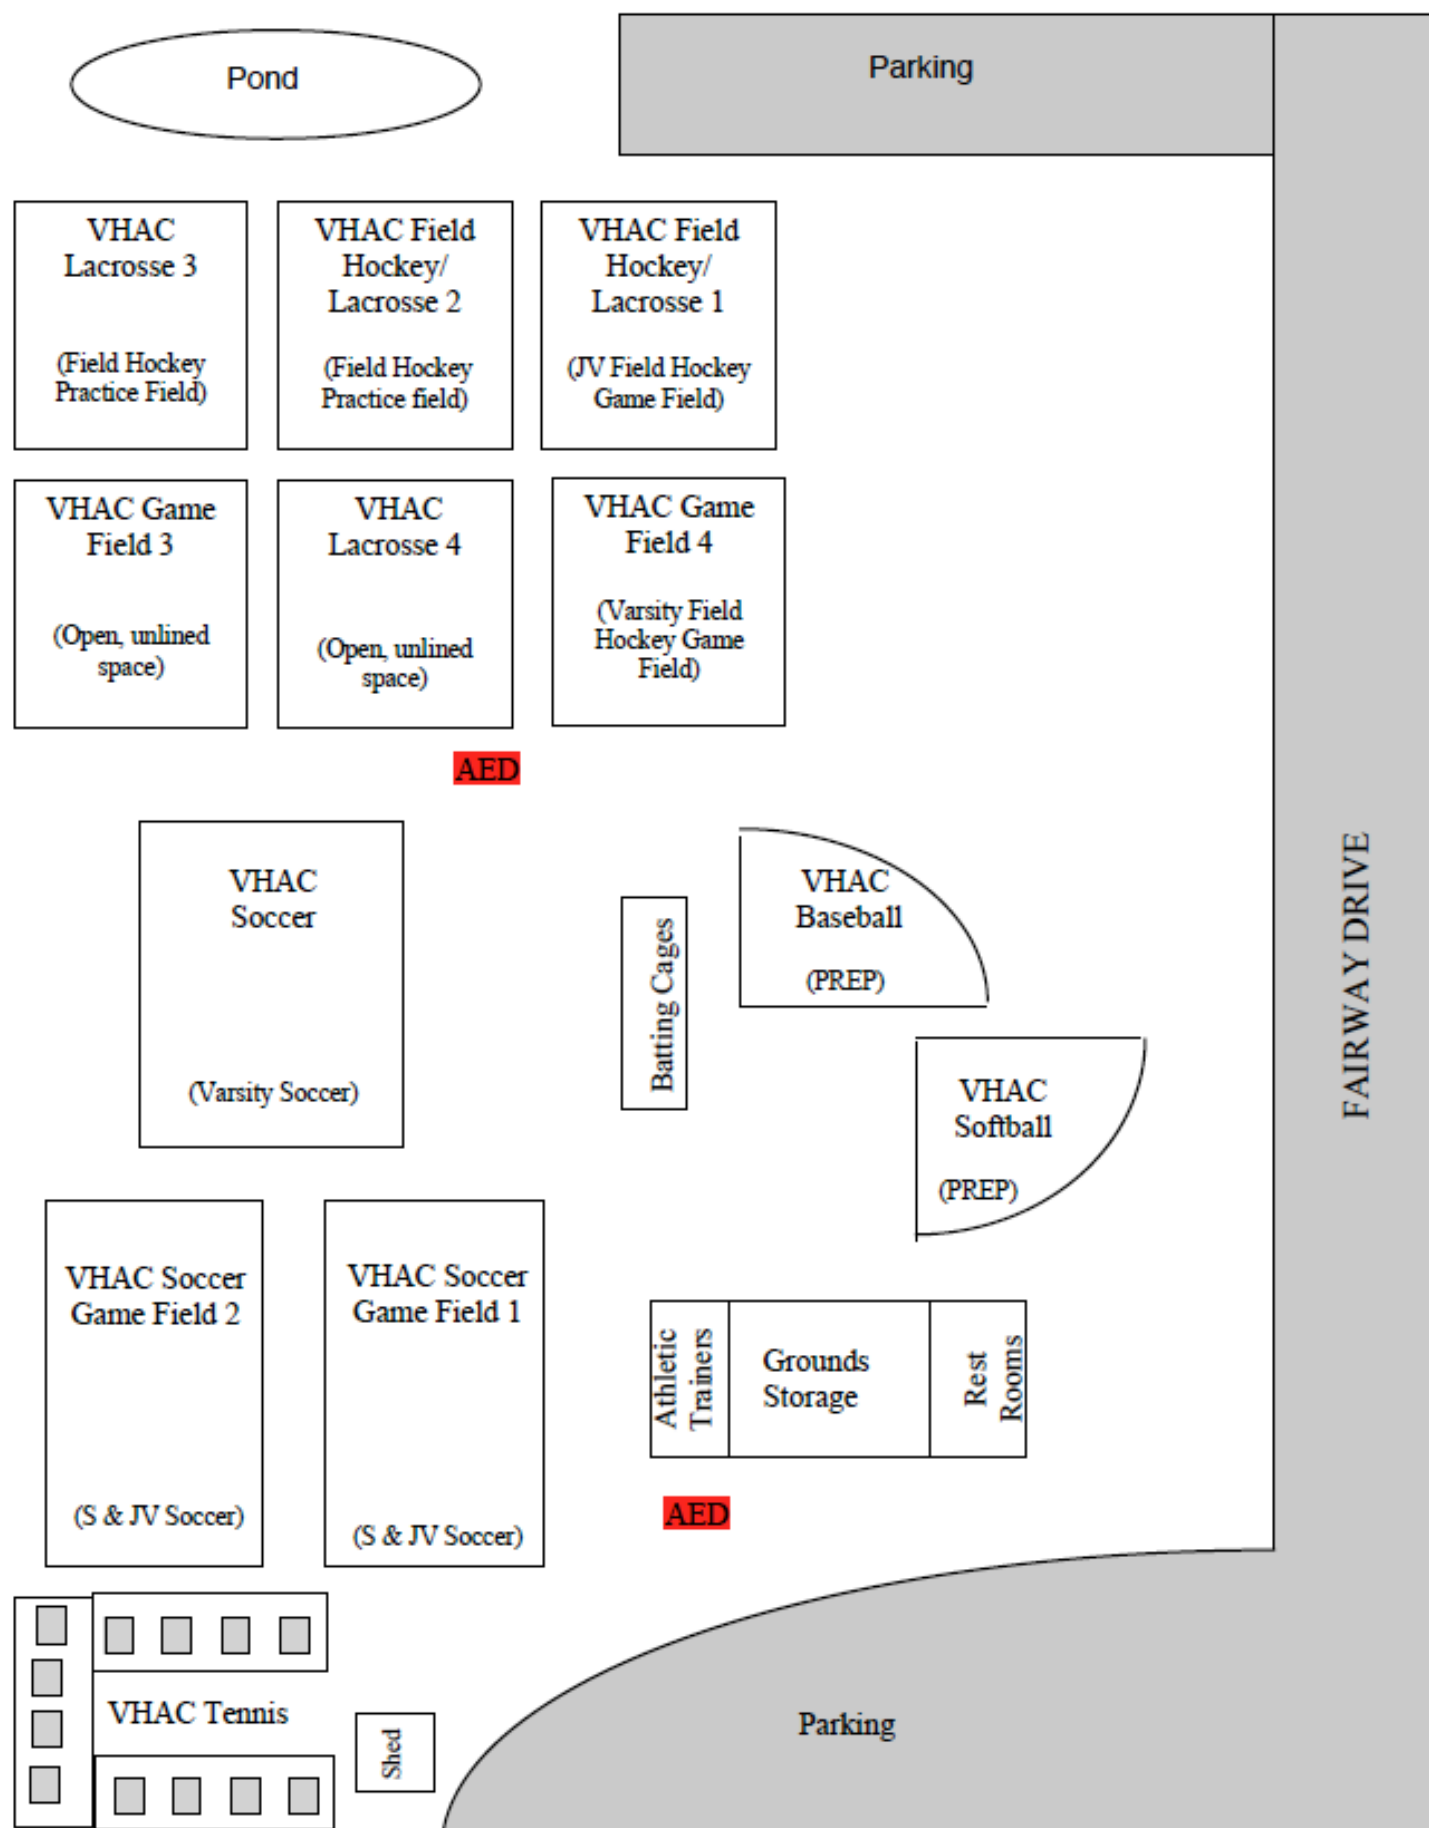 Pond
Parking
VHAC
Lacrosse 3
(Field Hockey
Practice Field)
VHAC Field
Hockey/
Lacrosse 2
(Field Hockey
Practice field)
VHAC Field
Hockey/
Lacrosse 1
(JV Field Hockey
Game Field)
VHAC Game
Field 3
(Open, unlined
space)
VHAC
Lacrosse 4
(Open, unlined
space)
VHAC Game
Field 4
(Varsity Field
Hockey Game
Field)
AED
VHAC
Soccer
(Varsity Soccer)
Batting Cages
VHAC
Baseball
(PREP)
VHAC
Softball
(PREP)
FAIRWAY DRIVE
VHAC Soccer
Game Field 2
(S & JV Soccer)
VHAC Soccer
Game Field 1
(S & JV Soccer)
Athletic
Trainers
Grounds
Storage
Rest
Rooms
AED
VHAC Tennis
Shed
Parking